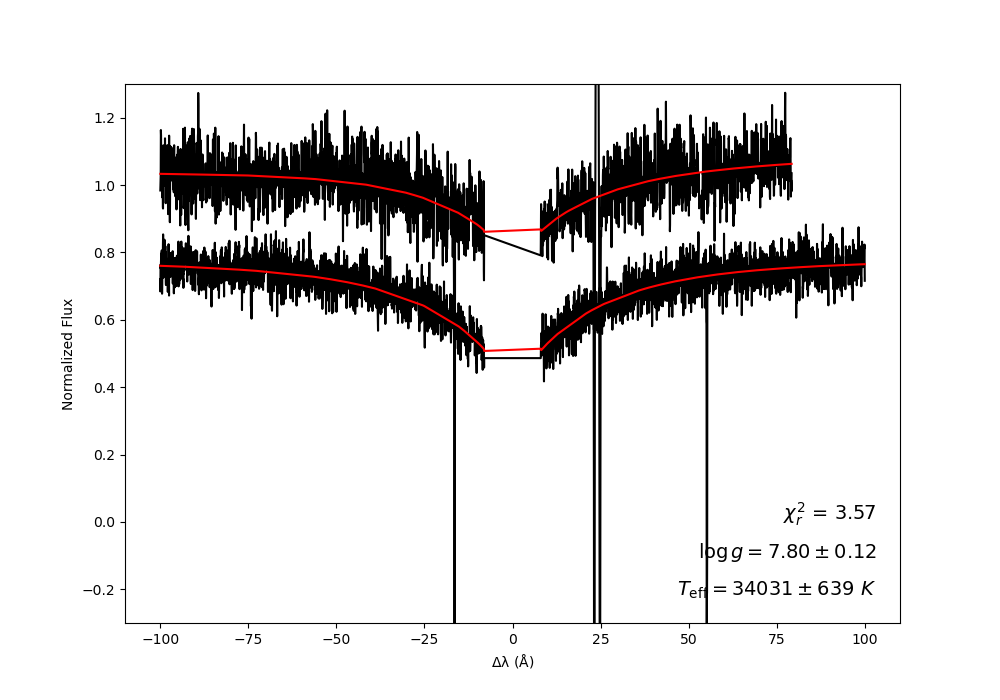 1.2
1.0
0.8
0.6
0.4
0.2
0.0
−0.2
Normalized Flux
χ²ᵣ = 3.57
log g = 7.80 ± 0.12
T_eff = 34031 ± 639 K
−100 −75 −50 −25 0 25 50 75 100
Δλ (Å)